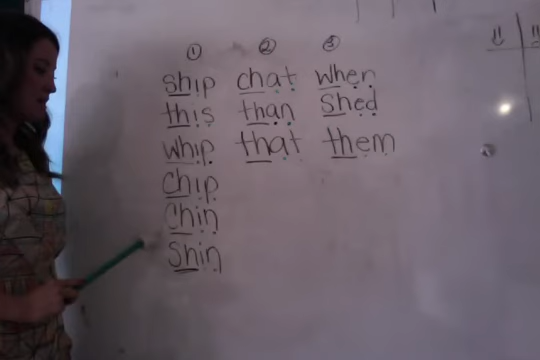 ① ② ③
ship chat when
this than shed
whip that them
chip
chin
shin